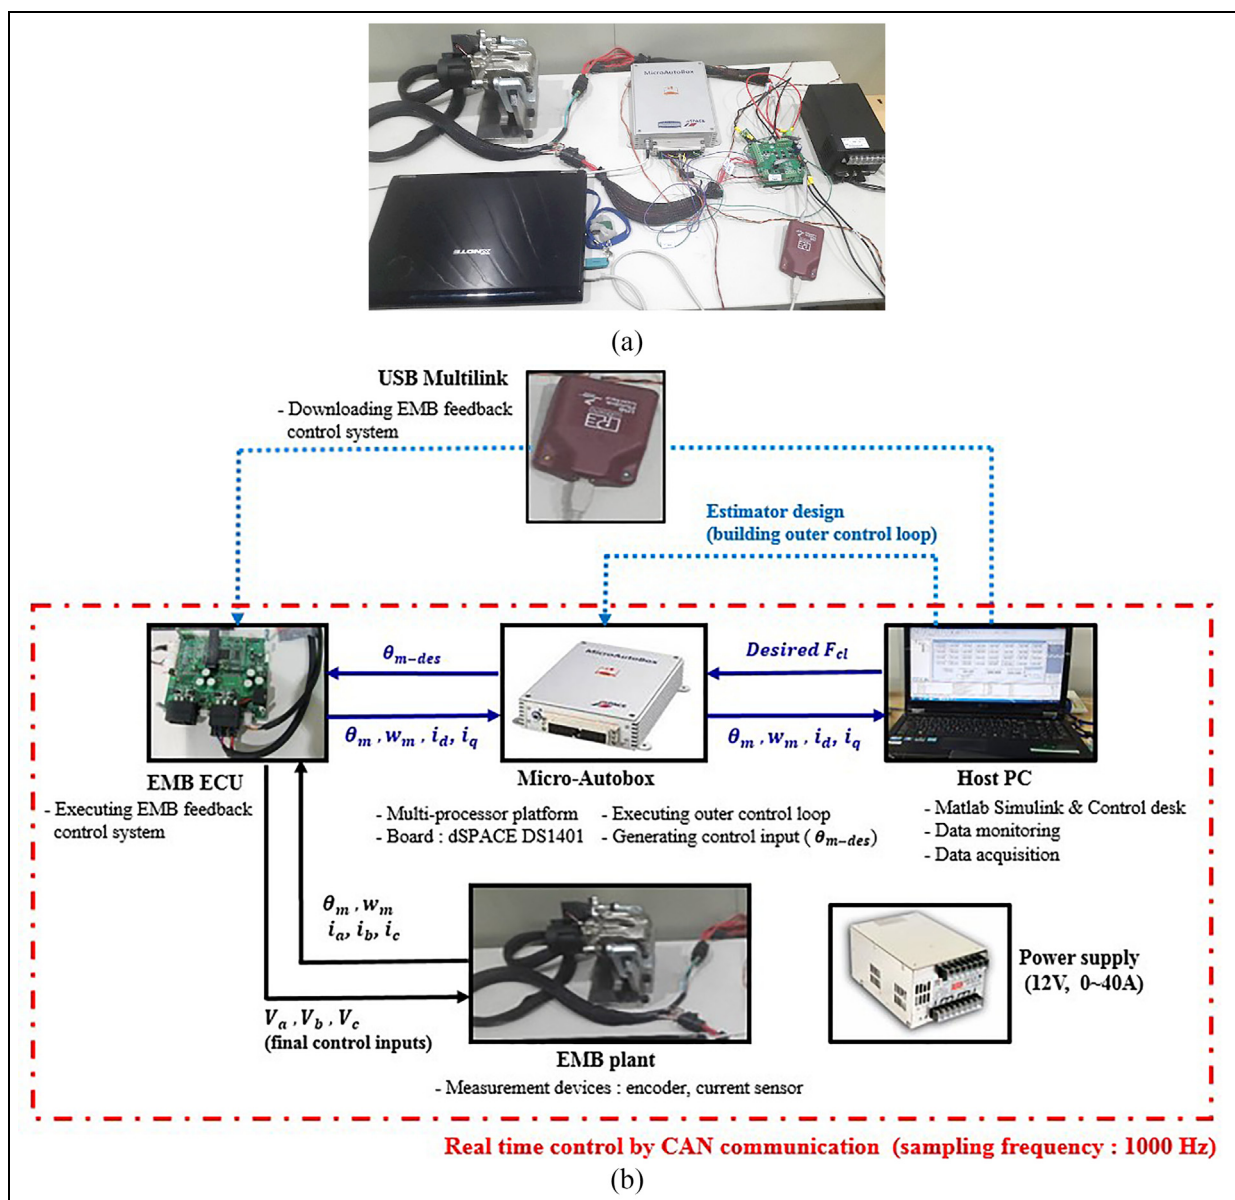 MicroAutoBox
dSPACE
XNOTE
(a)
USB Multilink
- Downloading EMB feedback
control system
Estimator design
(building outer control loop)
θm−des
Desired Fcl
MicroAutoBox
θm , wm , id, iq
θm , wm , id, iq
EMB ECU
- Executing EMB feedback
control system
Micro-Autobox
- Multi-processor platform
- Board : dSPACE DS1401
- Executing outer control loop
- Generating control input ( θm−des)
Host PC
- Matlab Simulink & Control desk
- Data monitoring
- Data acquisition
θm , wm
ia, ib, ic
Va , Vb , Vc
(final control inputs)
EMB plant
- Measurement devices : encoder, current sensor
Power supply
(12V, 0~40A)
Real time control by CAN communication (sampling frequency : 1000 Hz)
(b)